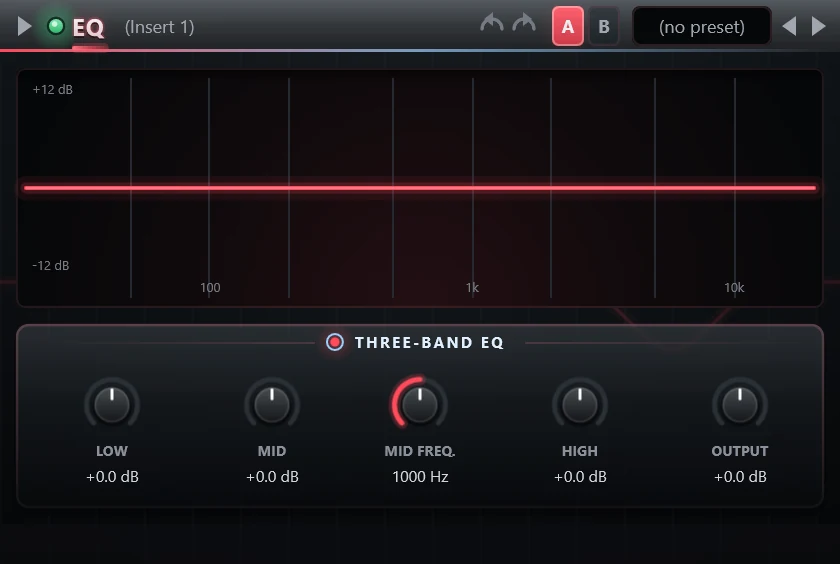 EQ (Insert 1) A B (no preset)
+12 dB
-12 dB
100 1k 10k
THREE-BAND EQ
LOW MID MID FREQ. HIGH OUTPUT
+0.0 dB +0.0 dB 1000 Hz +0.0 dB +0.0 dB